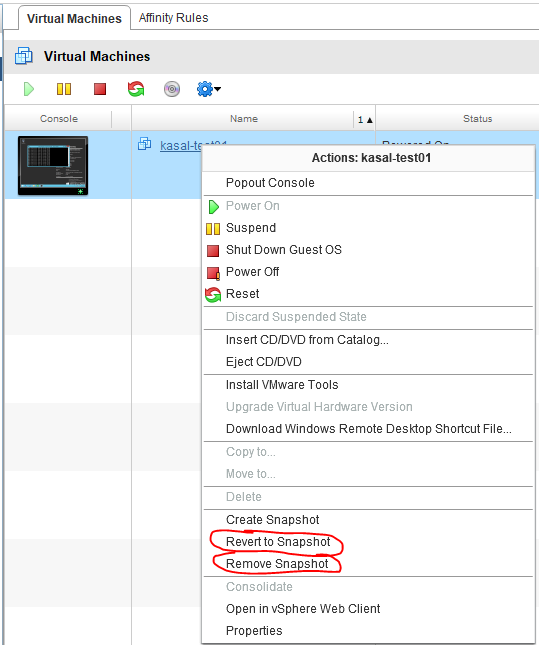 Virtual Machines
Affinity Rules
Virtual Machines
Console
Name
1 ▲
Status
kasal-test01
Powered On
Actions: kasal-test01
Popout Console
Power On
Suspend
Shut Down Guest OS
Power Off
Reset
Discard Suspended State
Insert CD/DVD from Catalog...
Eject CD/DVD
Install VMware Tools
Upgrade Virtual Hardware Version
Download Windows Remote Desktop Shortcut File...
Copy to...
Move to...
Delete
Create Snapshot
Revert to Snapshot
Remove Snapshot
Consolidate
Open in vSphere Web Client
Properties